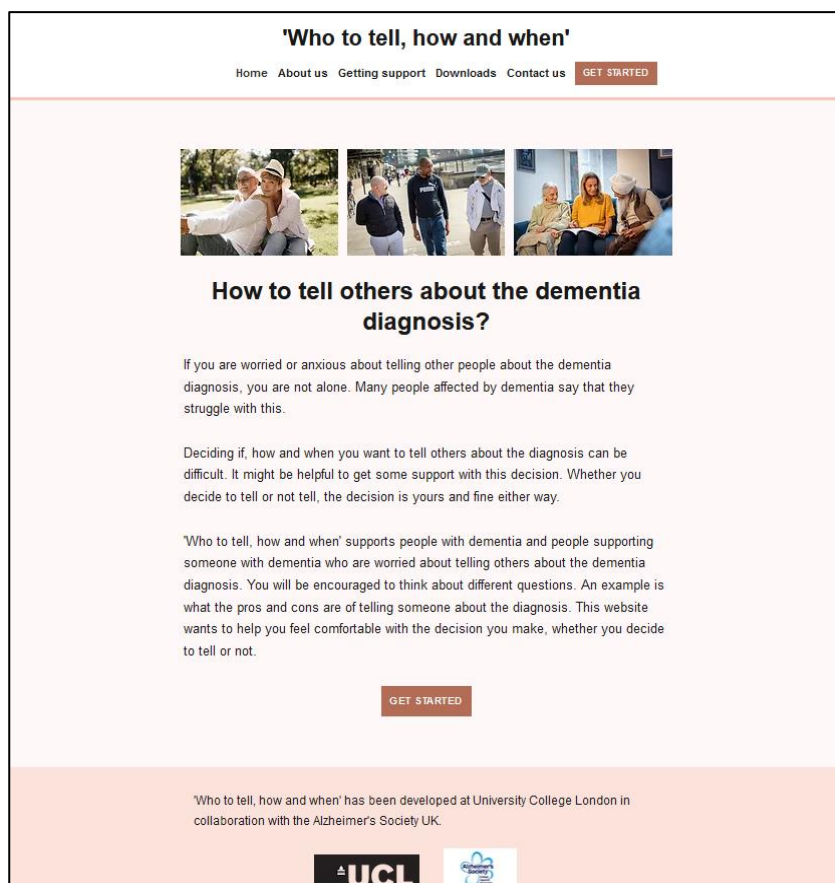 'Who to tell, how and when'
Home About us Getting support Downloads Contact us GET STARTED
PUMA
How to tell others about the dementia
diagnosis?
If you are worried or anxious about telling other people about the dementia
diagnosis, you are not alone. Many people affected by dementia say that they
struggle with this.
Deciding if, how and when you want to tell others about the diagnosis can be
difficult. It might be helpful to get some support with this decision. Whether you
decide to tell or not tell, the decision is yours and fine either way.
'Who to tell, how and when' supports people with dementia and people supporting
someone with dementia who are worried about telling others about the dementia
diagnosis. You will be encouraged to think about different questions. An example is
what the pros and cons are of telling someone about the diagnosis. This website
wants to help you feel comfortable with the decision you make, whether you decide
to tell or not.
GET STARTED
'Who to tell, how and when' has been developed at University College London in
collaboration with the Alzheimer's Society UK.
UCL
Alzheimer's
Society